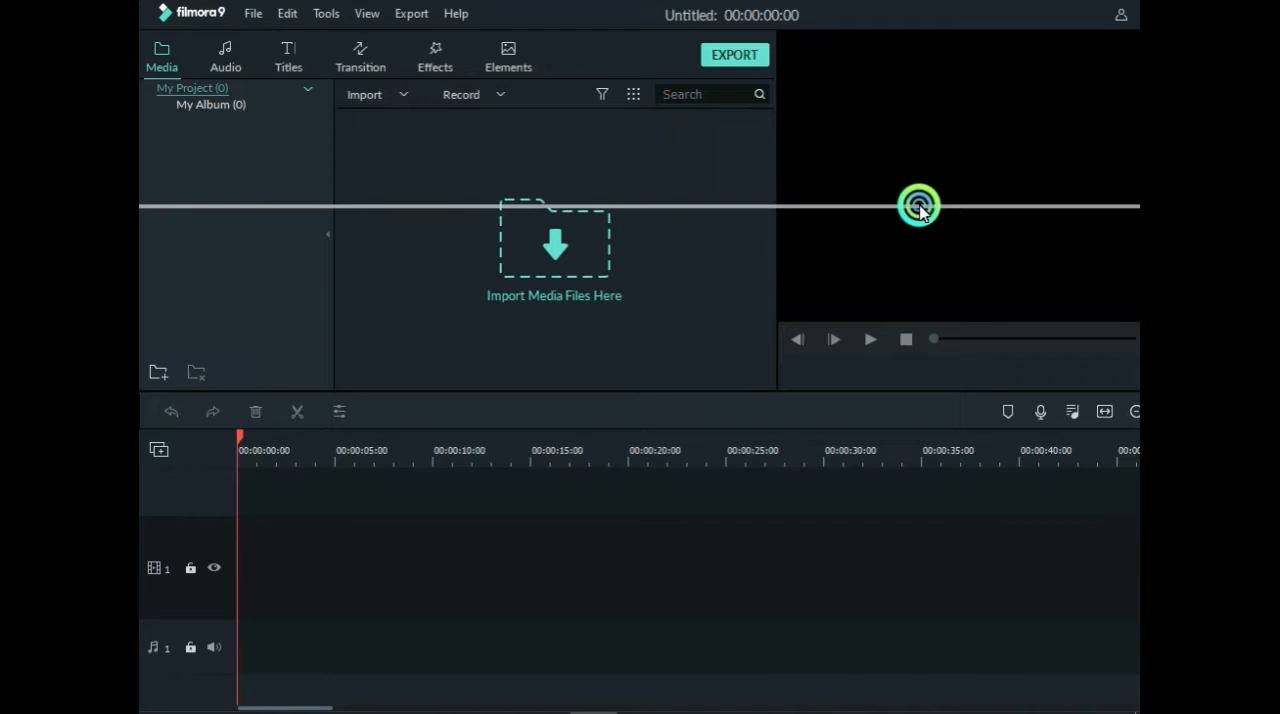 filmora9 File Edit Tools View Export Help Untitled: 00:00:00:00
Media Audio Titles Transition Effects Elements EXPORT
My Project (0)
My Album (0)
Import Record Search
Import Media Files Here
00:00:00:00 00:00:05:00 00:00:10:00 00:00:15:00 00:00:20:00 00:00:25:00 00:00:30:00 00:00:35:00 00:00:40:00 00:00
1
1